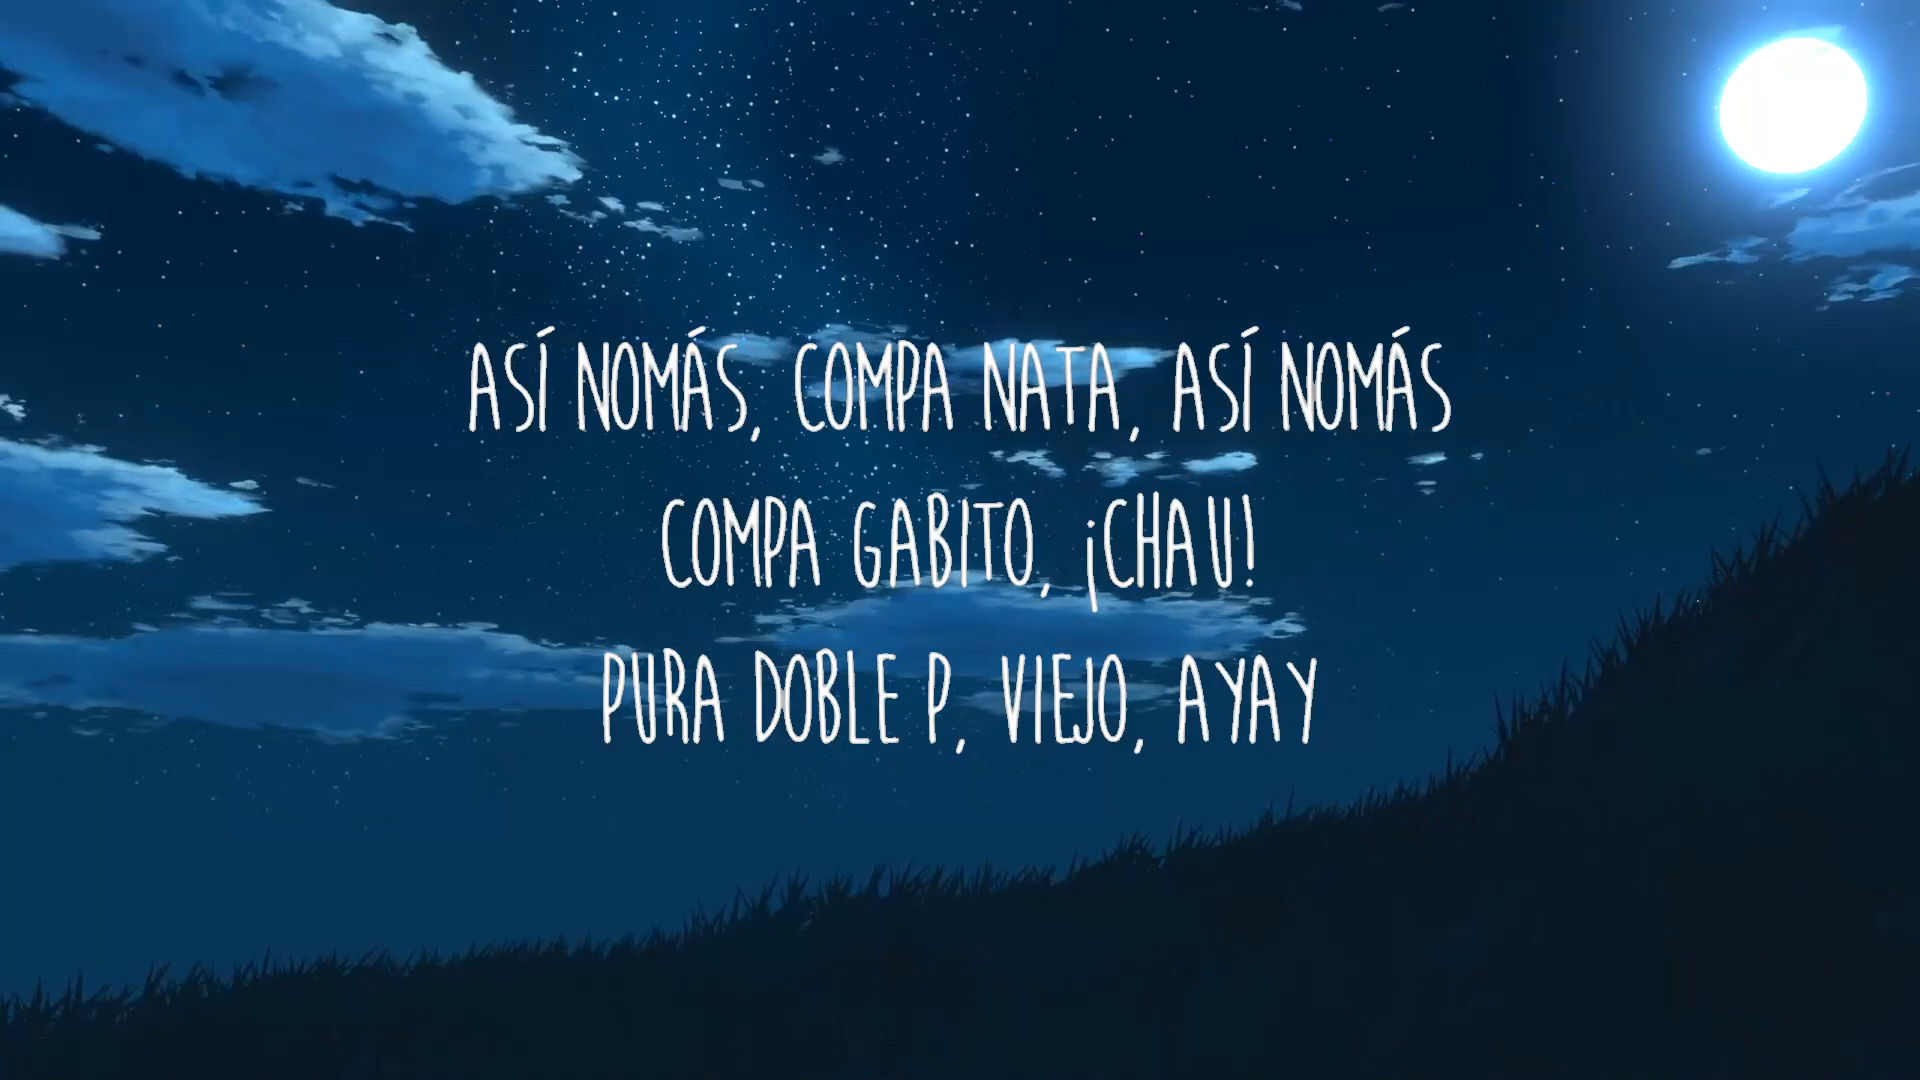 ASÍ NOMÁS, COMPA NATA, ASÍ NOMÁS
COMPA GABITO, ¡CHAU!
PURA DOBLE P, VIEJO, AYAY